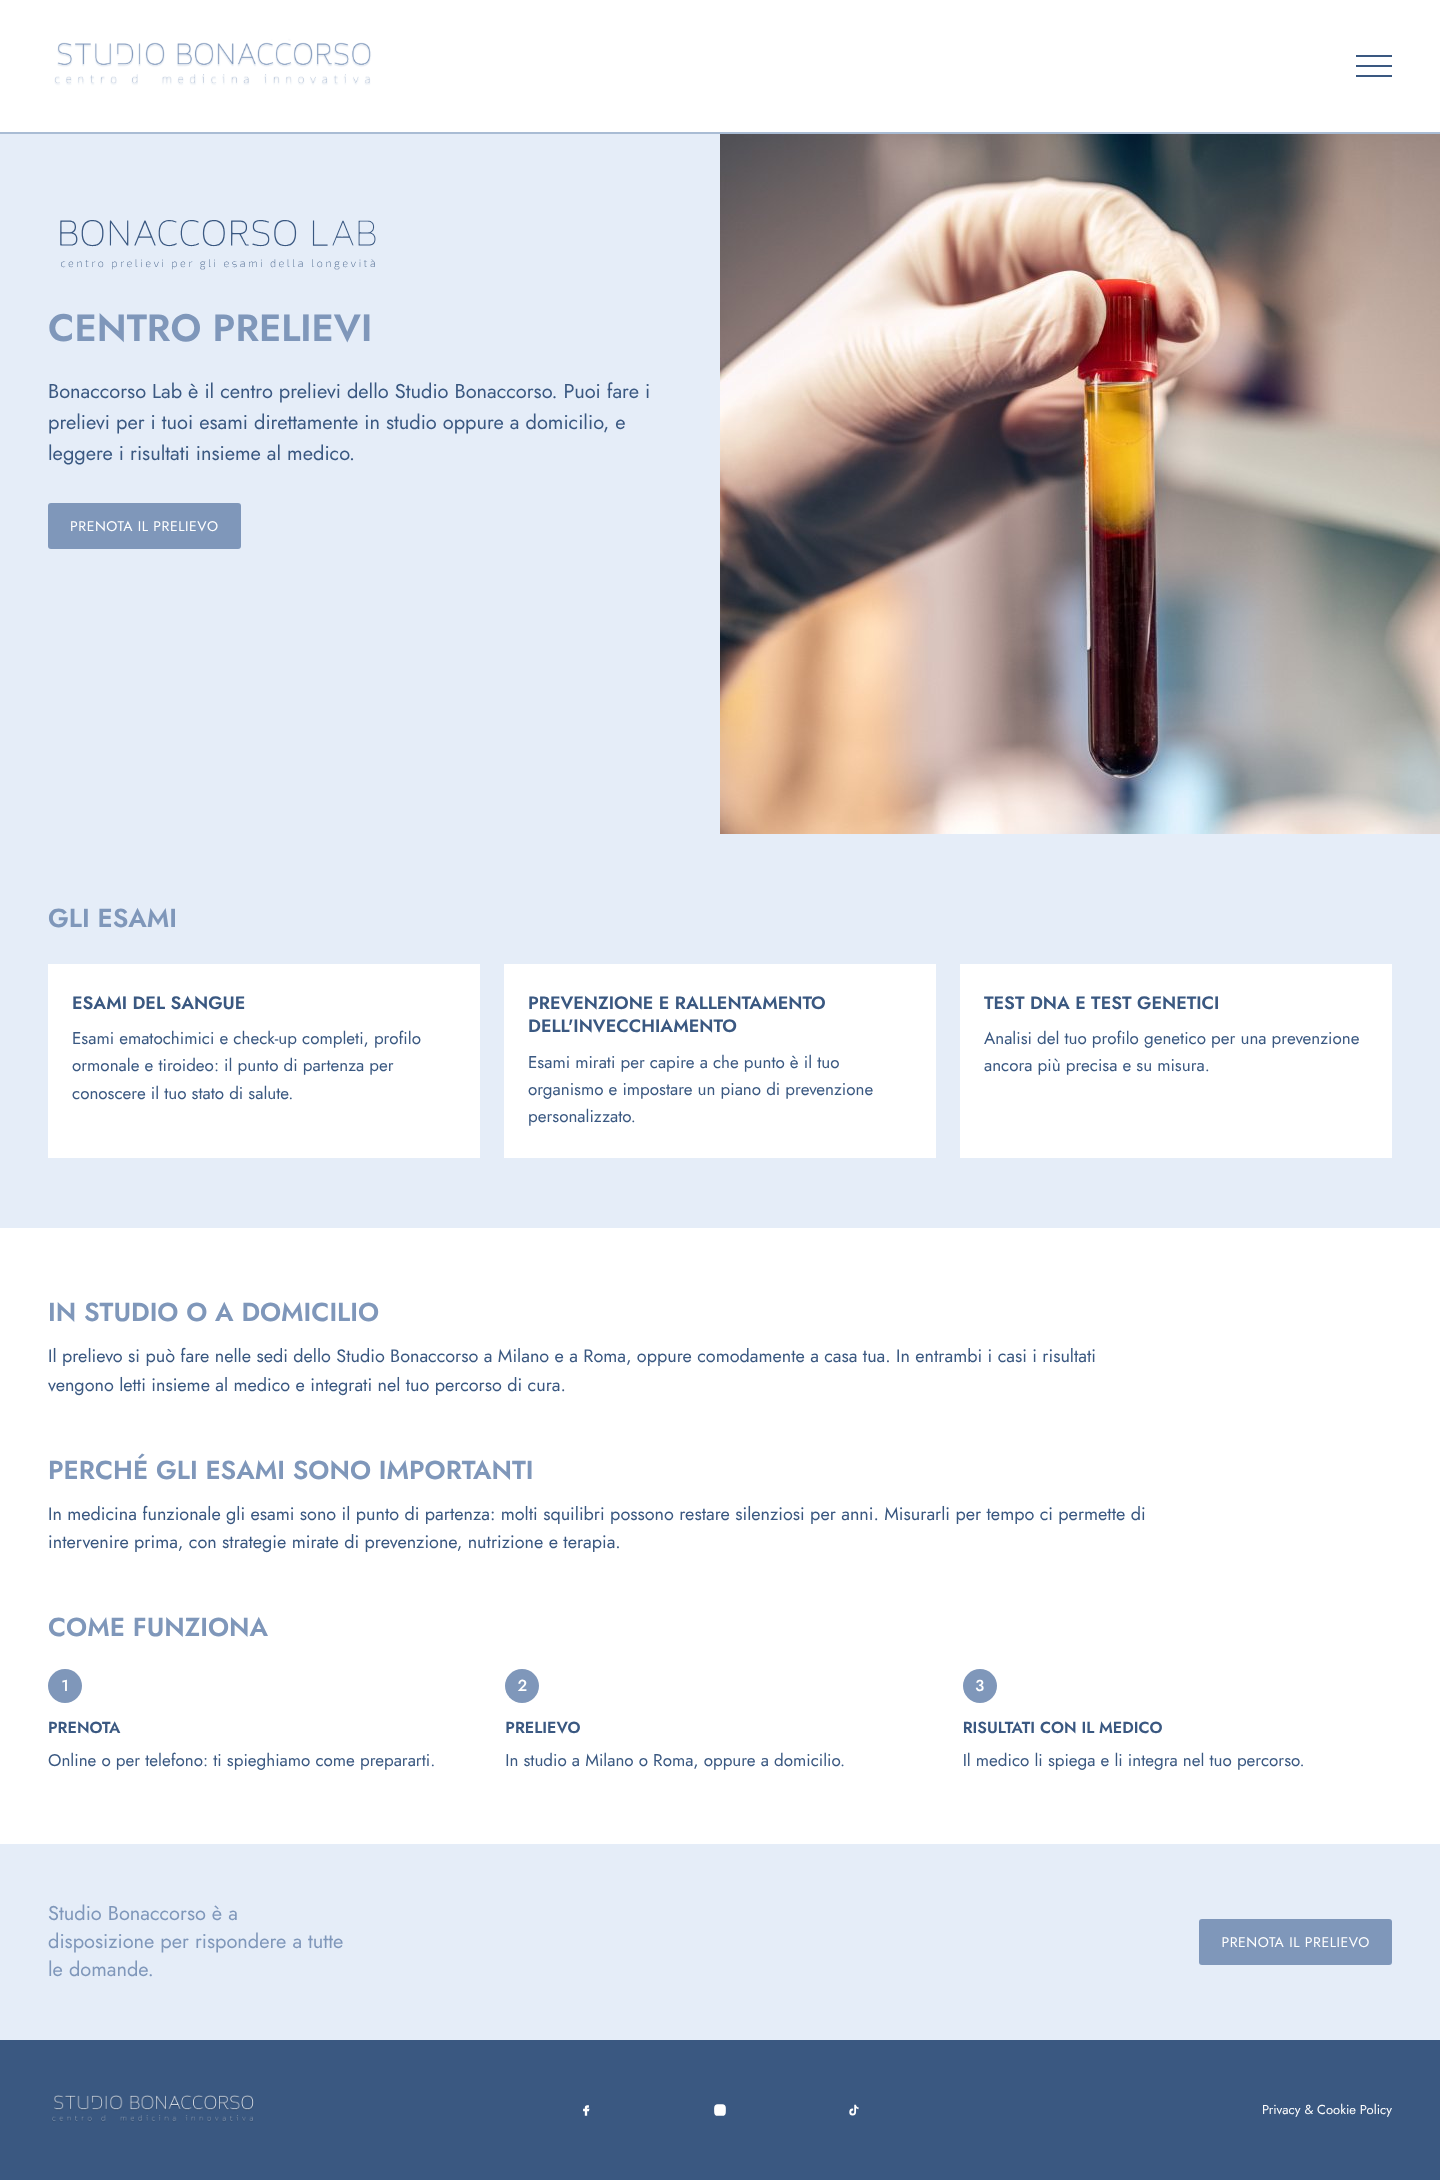 STUDIO BONACCORSO
centro d medicina innovativa
BONACCORSO LAB
centro prelievi per gli esami della longevità
CENTRO PRELIEVI
Bonaccorso Lab è il centro prelievi dello Studio Bonaccorso. Puoi fare i
prelievi per i tuoi esami direttamente in studio oppure a domicilio, e
leggere i risultati insieme al medico.
PRENOTA IL PRELIEVO
GLI ESAMI
ESAMI DEL SANGUE
Esami ematochimici e check-up completi, profilo
ormonale e tiroideo: il punto di partenza per
conoscere il tuo stato di salute.
PREVENZIONE E RALLENTAMENTO
DELL'INVECCHIAMENTO
Esami mirati per capire a che punto è il tuo
organismo e impostare un piano di prevenzione
personalizzato.
TEST DNA E TEST GENETICI
Analisi del tuo profilo genetico per una prevenzione
ancora più precisa e su misura.
IN STUDIO O A DOMICILIO
Il prelievo si può fare nelle sedi dello Studio Bonaccorso a Milano e a Roma, oppure comodamente a casa tua. In entrambi i casi i risultati
vengono letti insieme al medico e integrati nel tuo percorso di cura.
PERCHÉ GLI ESAMI SONO IMPORTANTI
In medicina funzionale gli esami sono il punto di partenza: molti squilibri possono restare silenziosi per anni. Misurarli per tempo ci permette di
intervenire prima, con strategie mirate di prevenzione, nutrizione e terapia.
COME FUNZIONA
1
PRENOTA
Online o per telefono: ti spieghiamo come prepararti.
2
PRELIEVO
In studio a Milano o Roma, oppure a domicilio.
3
RISULTATI CON IL MEDICO
Il medico li spiega e li integra nel tuo percorso.
Studio Bonaccorso è a
disposizione per rispondere a tutte
le domande.
PRENOTA IL PRELIEVO
STUDIO BONACCORSO
centro d medicina innovativa
Privacy & Cookie Policy